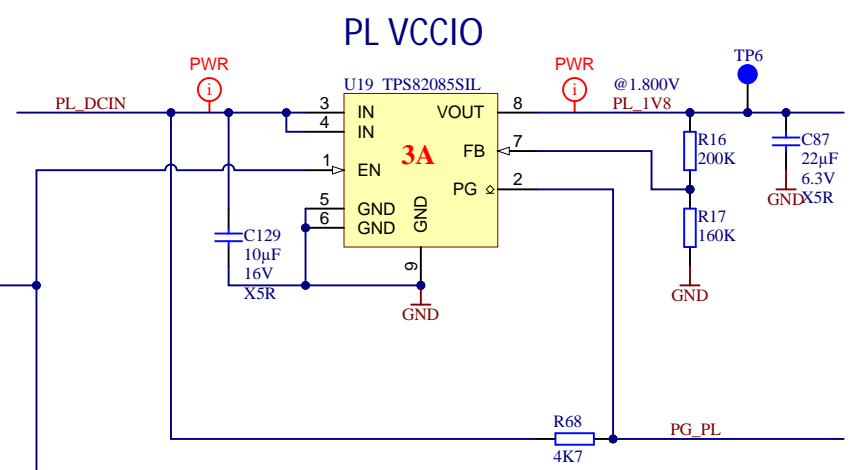 PL VCCIO
PWR
PWR
TP6
i
i
U19 TPS82085SIL
@1.800V
PL_DCIN
PL_1V8
3
IN
VOUT
8
4
IN
3A
FB
7
R16
200K
C87
22µF
6.3V
X5R
GND
1
EN
PG
2
5
GND
6
GND
GND
9
GND
C129
10µF
16V
X5R
R17
160K
GND
R68
4K7
PG_PL